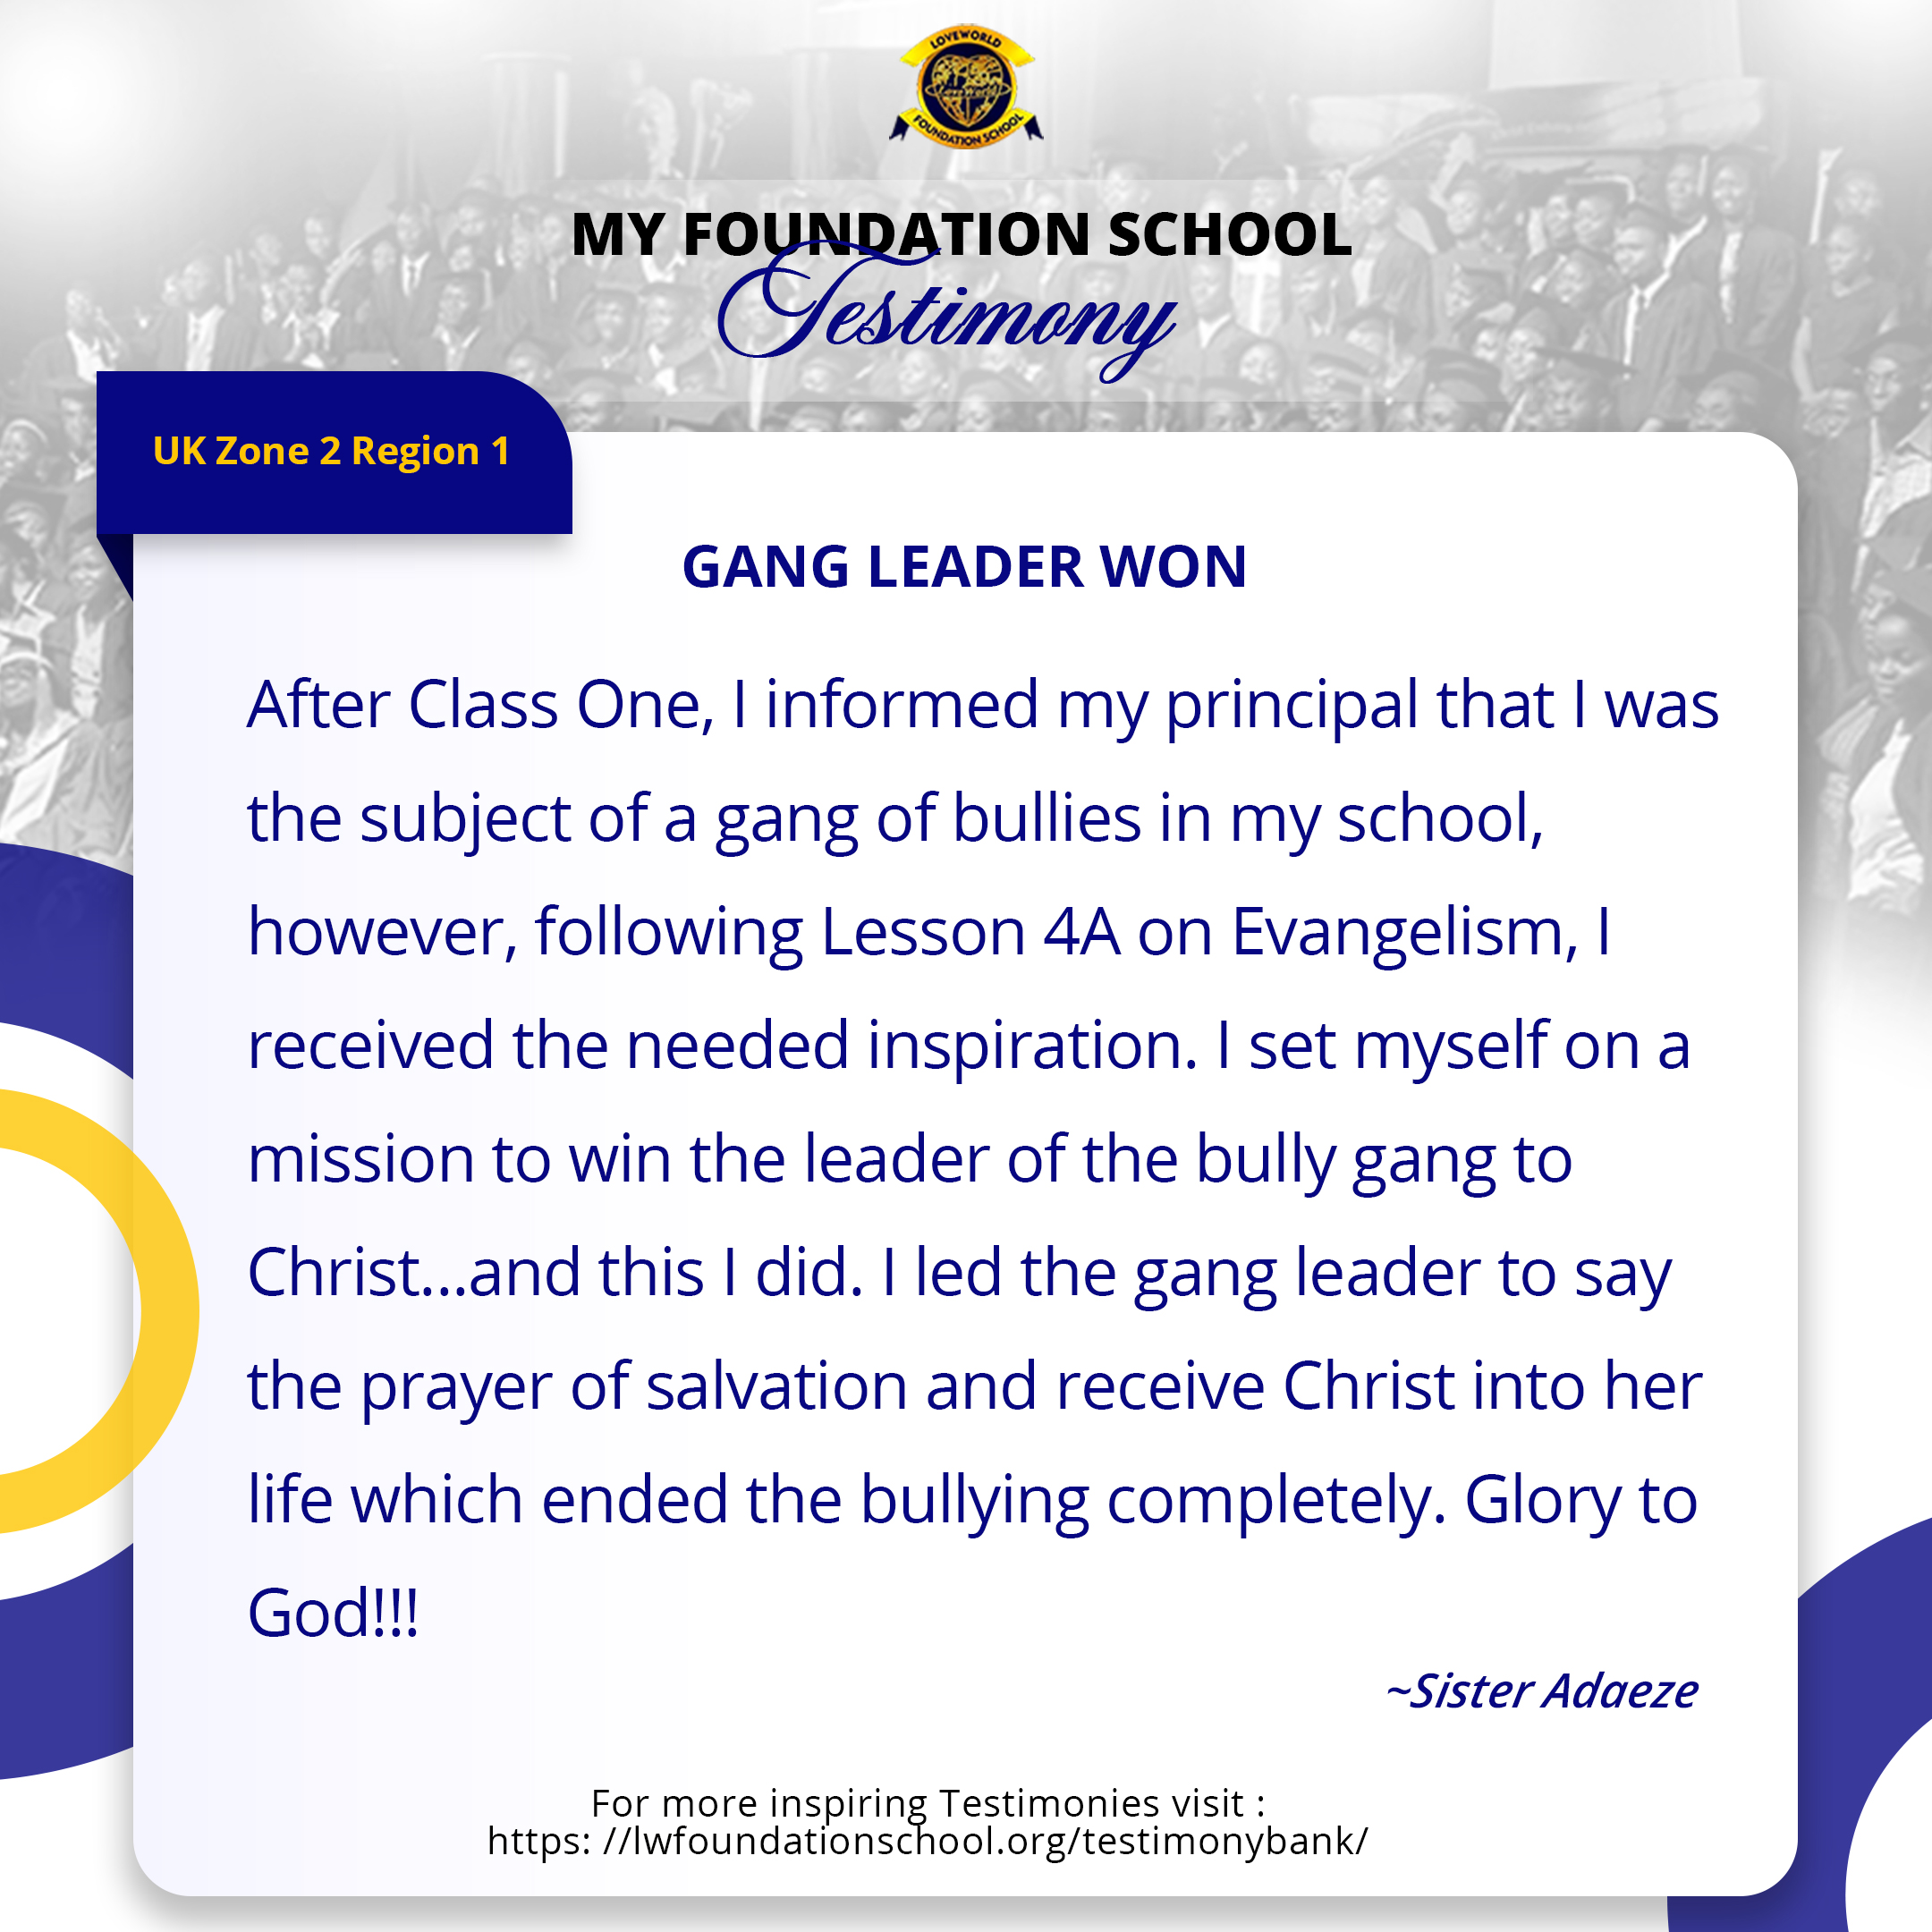 LOVEWORLD
LoveWorld
FOUNDATION SCHOOL
MY FOUNDATION SCHOOL
Testimony
UK Zone 2 Region 1
GANG LEADER WON
After Class One, I informed my principal that I was
the subject of a gang of bullies in my school,
however, following Lesson 4A on Evangelism, I
received the needed inspiration. I set myself on a
mission to win the leader of the bully gang to
Christ...and this I did. I led the gang leader to say
the prayer of salvation and receive Christ into her
life which ended the bullying completely. Glory to
God!!!
~Sister Adaeze
For more inspiring Testimonies visit :
https: //lwfoundationschool.org/testimonybank/